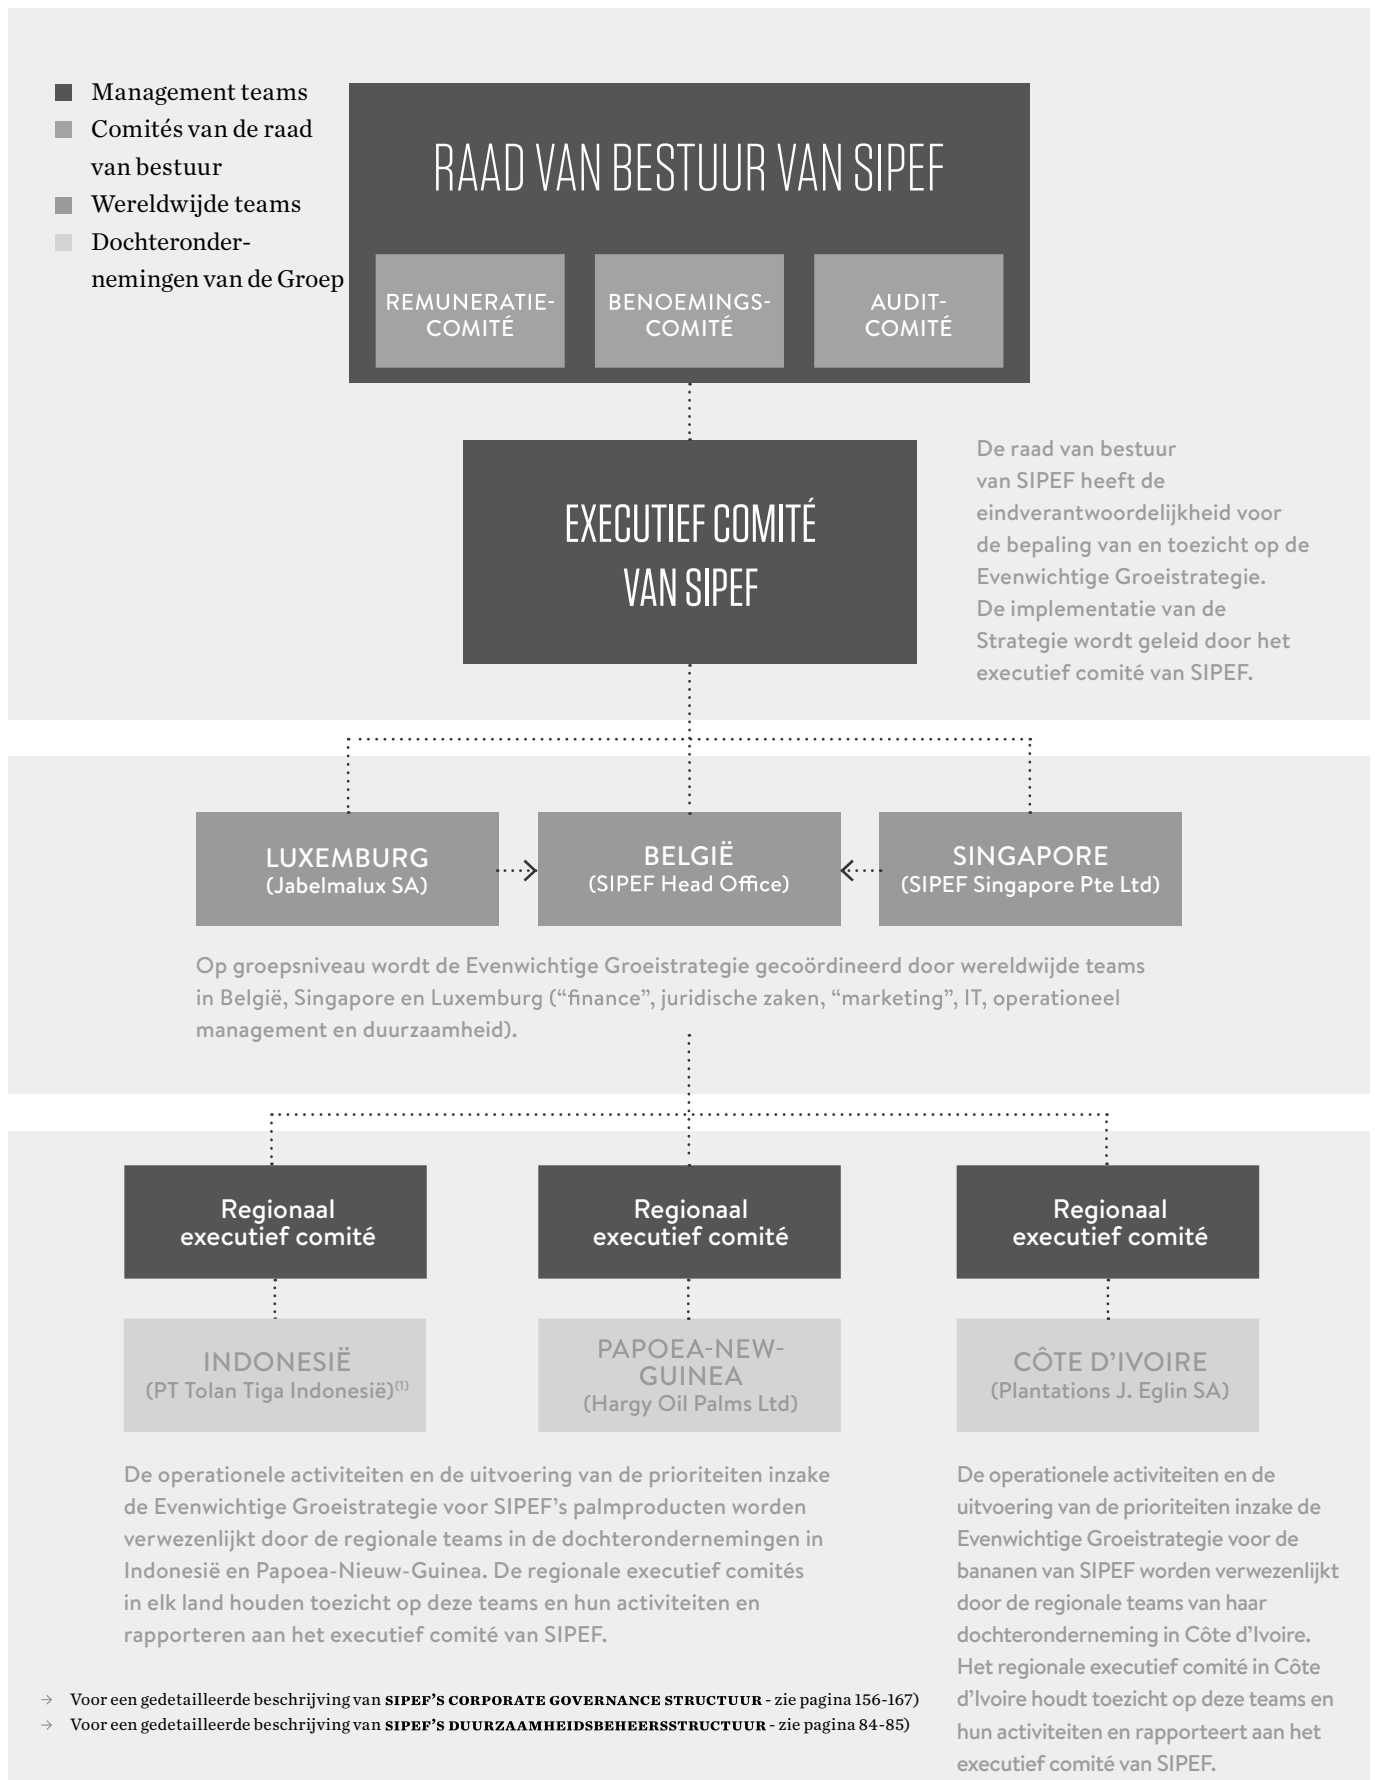 Management teams
Comités van de raad
van bestuur
Wereldwijde teams
Dochteronder-
nemingen van de Groep
RAAD VAN BESTUUR VAN SIPEF
REMUNERATIE-
COMITÉ
BENOEMINGS-
COMITÉ
AUDIT-
COMITÉ
EXECUTIEF COMITÉ
VAN SIPEF
De raad van bestuur
van SIPEF heeft de
eindverantwoordelijkheid voor
de bepaling van en toezicht op de
Evenwichtige Groeistrategie.
De implementatie van de
Strategie wordt geleid door het
executief comité van SIPEF.
LUXEMBURG
(Jabelmalux SA)
BELGIË
(SIPEF Head Office)
SINGAPORE
(SIPEF Singapore Pte Ltd)
Op groepsniveau wordt de Evenwichtige Groeistrategie gecoördineerd door wereldwijde teams
in België, Singapore en Luxemburg (“finance”, juridische zaken, “marketing”, IT, operationeel
management en duurzaamheid).
Regionaal
executief comité
Regionaal
executief comité
Regionaal
executief comité
INDONESIË
(PT Tolan Tiga Indonesië)(1)
PAPOEA-NEW-
GUINEA
(Hargy Oil Palms Ltd)
CÔTE D’IVOIRE
(Plantations J. Eglin SA)
De operationele activiteiten en de uitvoering van de prioriteiten inzake
de Evenwichtige Groeistrategie voor SIPEF’s palmproducten worden
verwezenlijkt door de regionale teams in de dochterondernemingen in
Indonesië en Papoea-Nieuw-Guinea. De regionale executief comités
in elk land houden toezicht op deze teams en hun activiteiten en
rapporteren aan het executief comité van SIPEF.
De operationele activiteiten en de
uitvoering van de prioriteiten inzake de
Evenwichtige Groeistrategie voor de
bananen van SIPEF worden verwezenlijkt
door de regionale teams van haar
dochteronderneming in Côte d’Ivoire.
Het regionale executief comité in Côte
d’Ivoire houdt toezicht op deze teams en
hun activiteiten en rapporteert aan het
executief comité van SIPEF.
→ Voor een gedetailleerde beschrijving van SIPEF’S CORPORATE GOVERNANCE STRUCTUUR - zie pagina 156-167)
→ Voor een gedetailleerde beschrijving van SIPEF’S DUURZAAMHEIDSBEHEERSSTRUCTUUR - zie pagina 84-85)